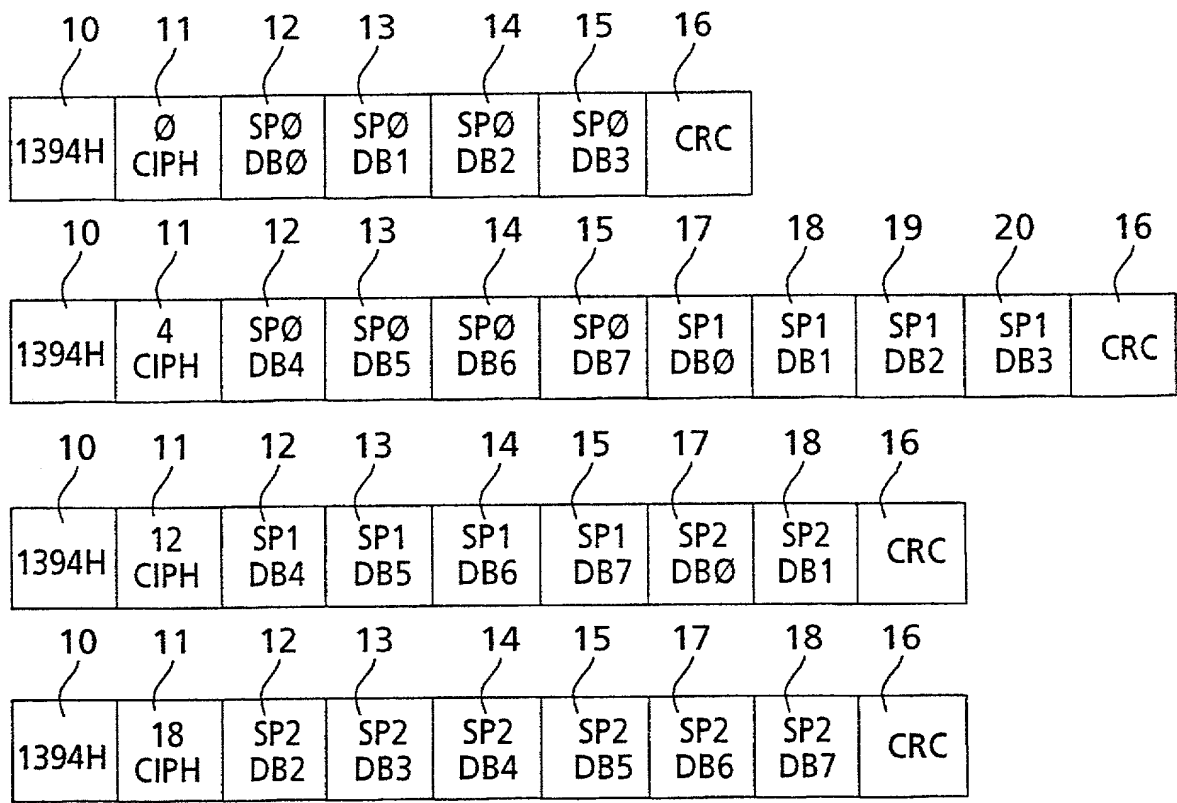 10 11 12 13 14 15 16
1394H Ø CIPH SPØ DBØ SPØ DB1 SPØ DB2 SPØ DB3 CRC
10 11 12 13 14 15 17 18 19 20 16
1394H 4 CIPH SPØ DB4 SPØ DB5 SPØ DB6 SPØ DB7 SP1 DBØ SP1 DB1 SP1 DB2 SP1 DB3 CRC
10 11 12 13 14 15 17 18 16
1394H 12 CIPH SP1 DB4 SP1 DB5 SP1 DB6 SP1 DB7 SP2 DBØ SP2 DB1 CRC
10 11 12 13 14 15 17 18 16
1394H 18 CIPH SP2 DB2 SP2 DB3 SP2 DB4 SP2 DB5 SP2 DB6 SP2 DB7 CRC